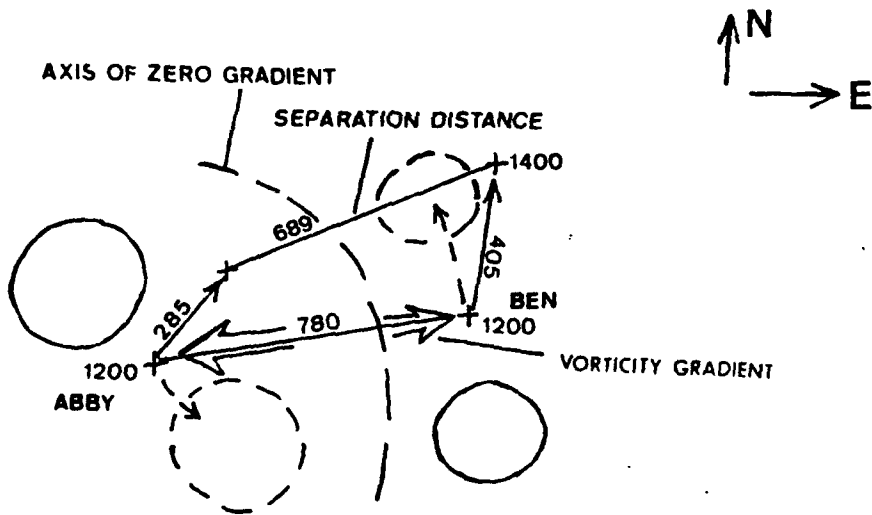 N
AXIS OF ZERO GRADIENT
E
SEPARATION DISTANCE
1400
689
405
285
BEN
780
1200
1200
VORTICITY GRADIENT
ABBY